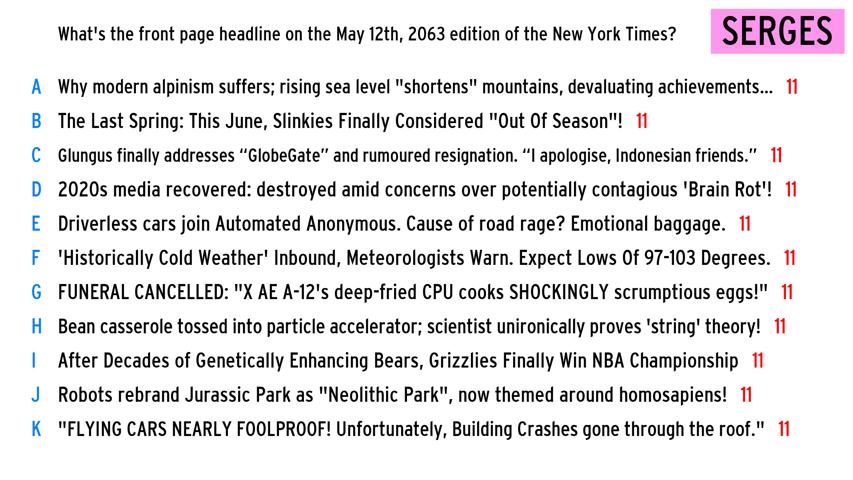 What's the front page headline on the May 12th, 2063 edition of the New York Times?
SERGES
A Why modern alpinism suffers; rising sea level "shortens" mountains, devaluating achievements... 11
B The Last Spring: This June, Slinkies Finally Considered "Out Of Season"! 11
C Glungus finally addresses “GlobeGate” and rumoured resignation. “I apologise, Indonesian friends.” 11
D 2020s media recovered: destroyed amid concerns over potentially contagious 'Brain Rot'! 11
E Driverless cars join Automated Anonymous. Cause of road rage? Emotional baggage. 11
F 'Historically Cold Weather' Inbound, Meteorologists Warn. Expect Lows Of 97-103 Degrees. 11
G FUNERAL CANCELLED: "X AE A-12's deep-fried CPU cooks SHOCKINGLY scrumptious eggs!" 11
H Bean casserole tossed into particle accelerator; scientist unironically proves 'string' theory! 11
I After Decades of Genetically Enhancing Bears, Grizzlies Finally Win NBA Championship 11
J Robots rebrand Jurassic Park as "Neolithic Park", now themed around homosapiens! 11
K "FLYING CARS NEARLY FOOLPROOF! Unfortunately, Building Crashes gone through the roof." 11